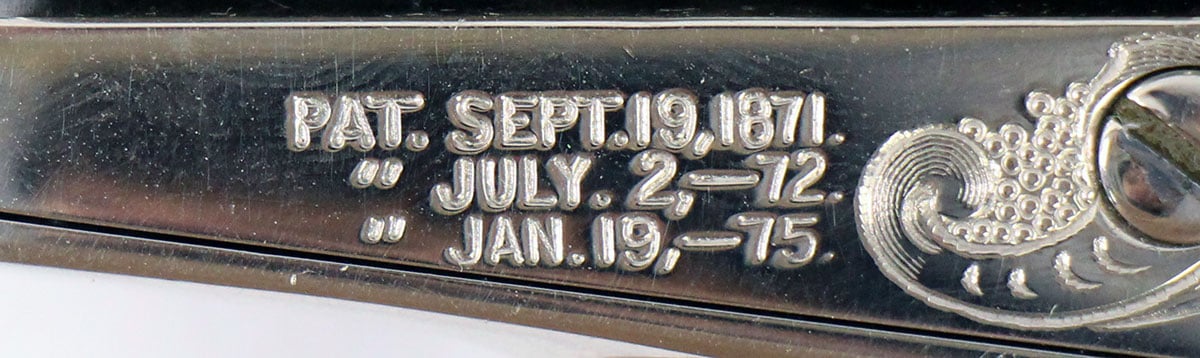 PAT. SEPT. 19, 1871.
" JULY. 2, — 72.
" JAN. 19, — 75.